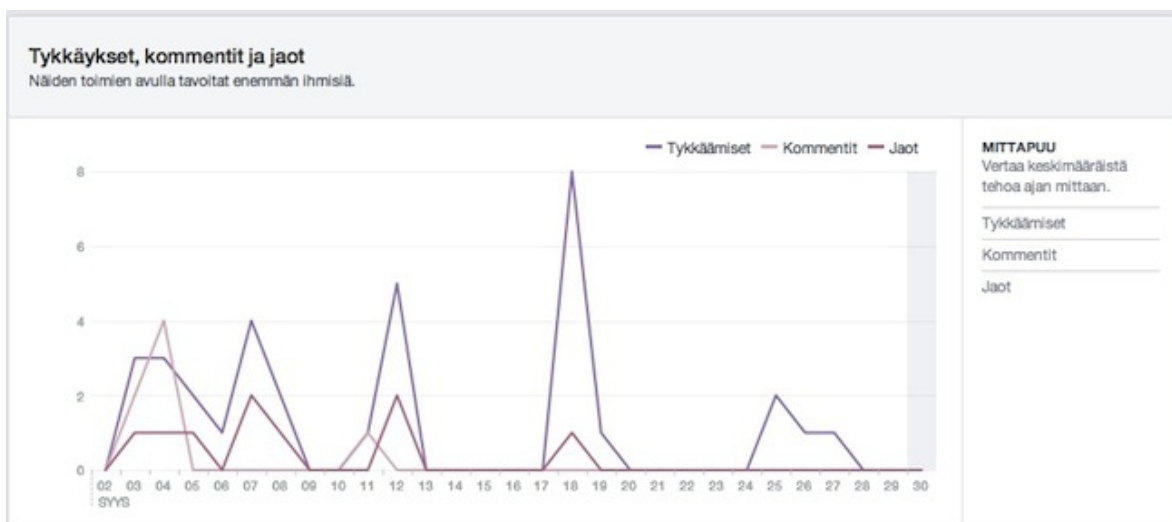 Tykkäykset, kommentit ja jaot
Näiden toimien avulla tavoitat enemmän ihmisiä.
Tykkäämiset Kommentit Jaot
8
6
4
2
0
02 03 04 05 06 07 08 09 10 11 12 13 14 15 16 17 18 19 20 21 22 23 24 25 26 27 28 29 30
SYYS
MITTAPUU
Vertaa keskimääräistä
tehoa ajan mittaan.
Tykkäämiset
Kommentit
Jaot